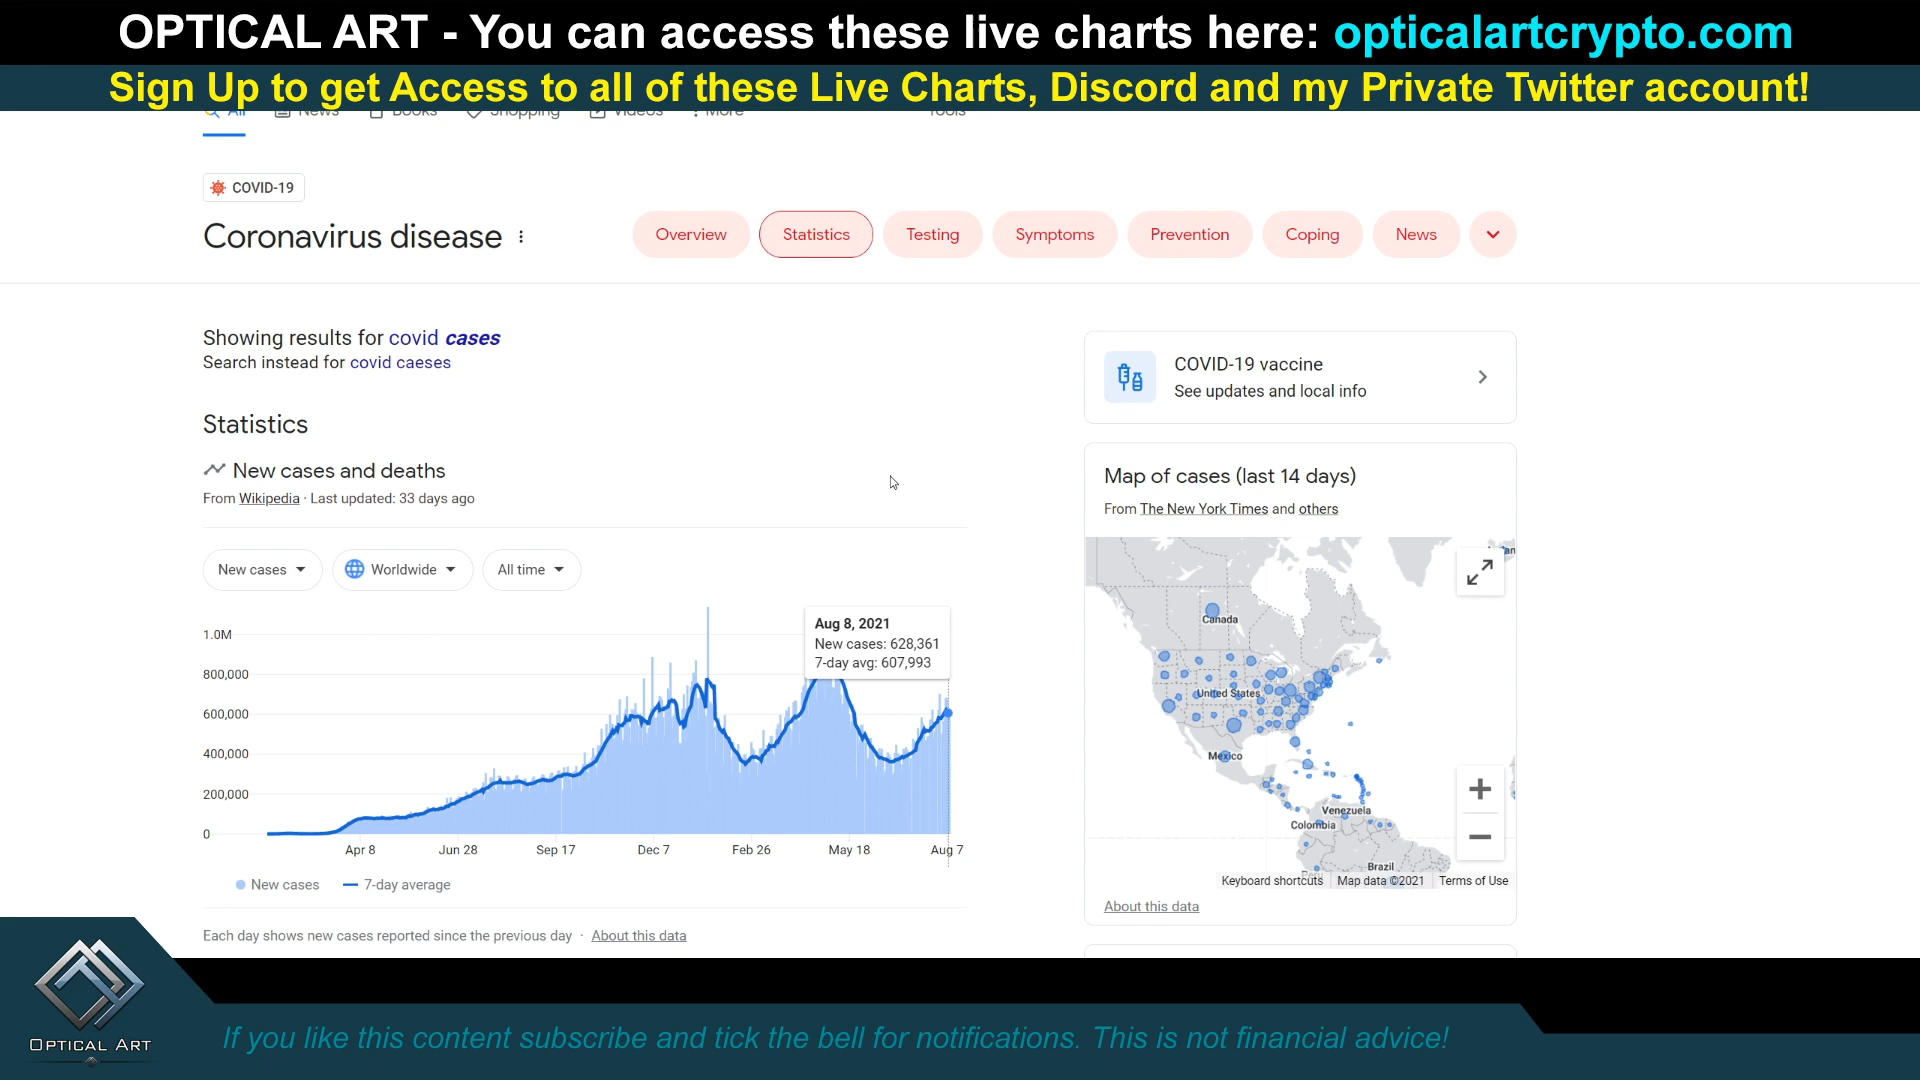 OPTICAL ART - You can access these live charts here: opticalartcrypto.com
Sign Up to get Access to all of these Live Charts, Discord and my Private Twitter account!
All News Books Shopping Videos More Tools
COVID-19
Coronavirus disease
Overview Statistics Testing Symptoms Prevention Coping News
Showing results for covid cases
Search instead for covid caeses
Statistics
New cases and deaths
From Wikipedia · Last updated: 33 days ago
New cases Worldwide All time
Aug 8, 2021
New cases: 628,361
7-day avg: 607,993
1.0M
800,000
600,000
400,000
200,000
0
Apr 8 Jun 28 Sep 17 Dec 7 Feb 26 May 18 Aug 7
New cases 7-day average
Each day shows new cases reported since the previous day · About this data
COVID-19 vaccine
See updates and local info
Map of cases (last 14 days)
From The New York Times and others
Canada
United States
Mexico
Venezuela
Colombia
Brazil
Keyboard shortcuts Map data ©2021 Terms of Use
About this data
OPTICAL ART
If you like this content subscribe and tick the bell for notifications. This is not financial advice!